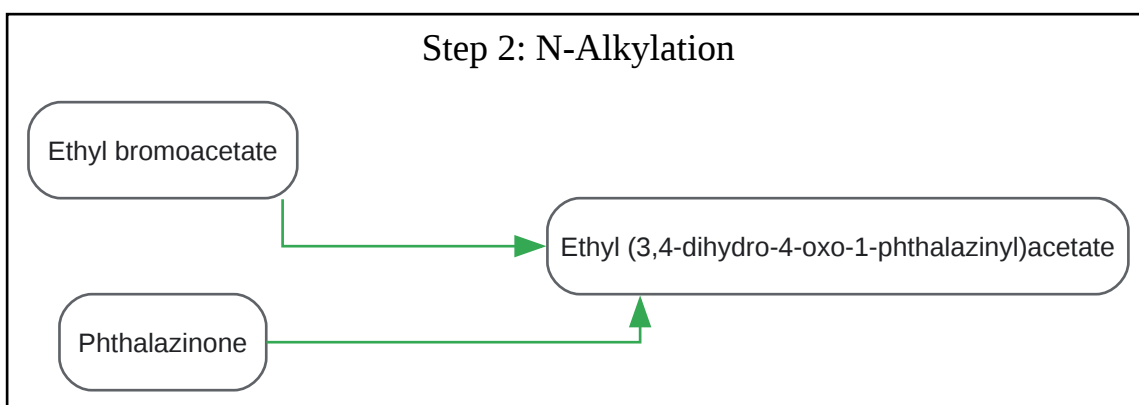 Step 2: N-Alkylation
Ethyl bromoacetate
Ethyl (3,4-dihydro-4-oxo-1-phthalazinyl)acetate
Phthalazinone